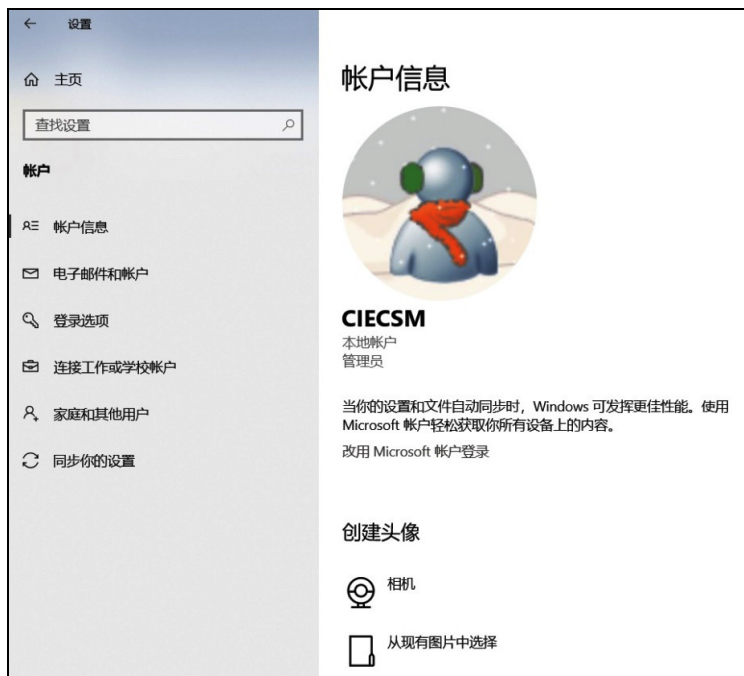 设置
主页
查找设置
帐户
帐户信息
电子邮件和帐户
登录选项
连接工作或学校帐户
家庭和其他用户
同步你的设置
帐户信息
CIECSM
本地帐户
管理员
当你的设置和文件自动同步时，Windows 可发挥更佳性能。使用
Microsoft 帐户轻松获取你所有设备上的内容。
改用 Microsoft 帐户登录
创建头像
相机
从现有图片中选择